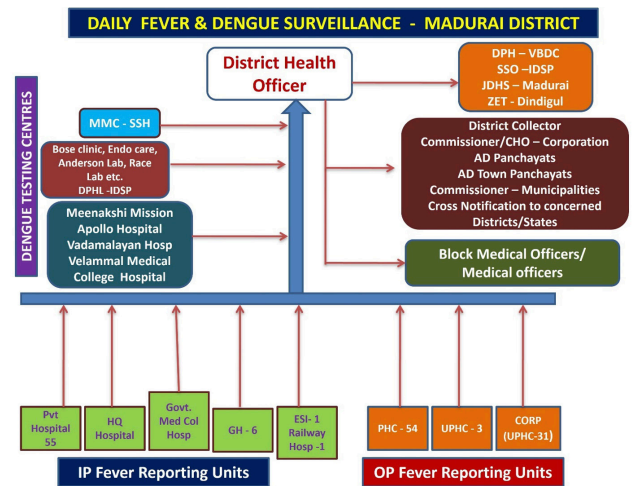 DAILY FEVER & DENGUE SURVEILLANCE - MADURAI DISTRICT
District Health
Officer
DPH – VBDC
SSO –IDSP
JDHS – Madurai
ZET - Dindigul
DENGUE TESTING CENTRES
MMC - SSH
Bose clinic, Endo care,
Anderson Lab, Race
Lab etc.
DPHL -IDSP
Meenakshi Mission
Apollo Hospital
Vadamalayan Hosp
Velammal Medical
College Hospital
District Collector
Commissioner/CHO – Corporation
AD Panchayats
AD Town Panchayats
Commissioner – Municipalities
Cross Notification to concerned
Districts/States
Block Medical Officers/
Medical officers
Pvt
Hospital
55
HQ
Hospital
Govt.
Med Col
Hosp
GH - 6
ESI- 1
Railway
Hosp -1
PHC - 54
UPHC - 3
CORP
(UPHC-31)
IP Fever Reporting Units
OP Fever Reporting Units